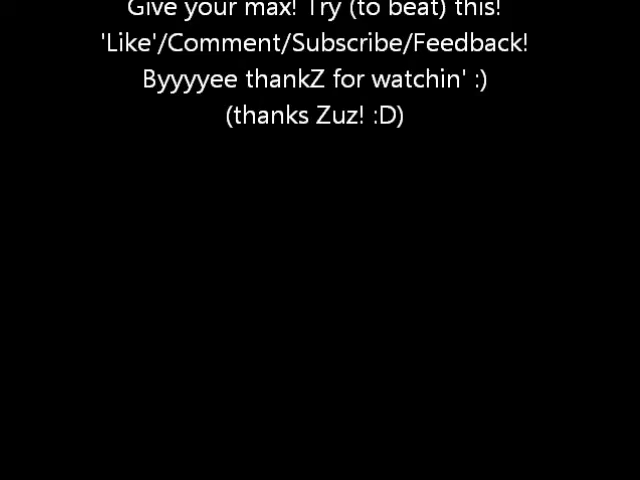 Give your max! Try (to beat) this!
'Like'/Comment/Subscribe/Feedback!
Byyyyee thankZ for watchin' :)
(thanks Zuz! :D)